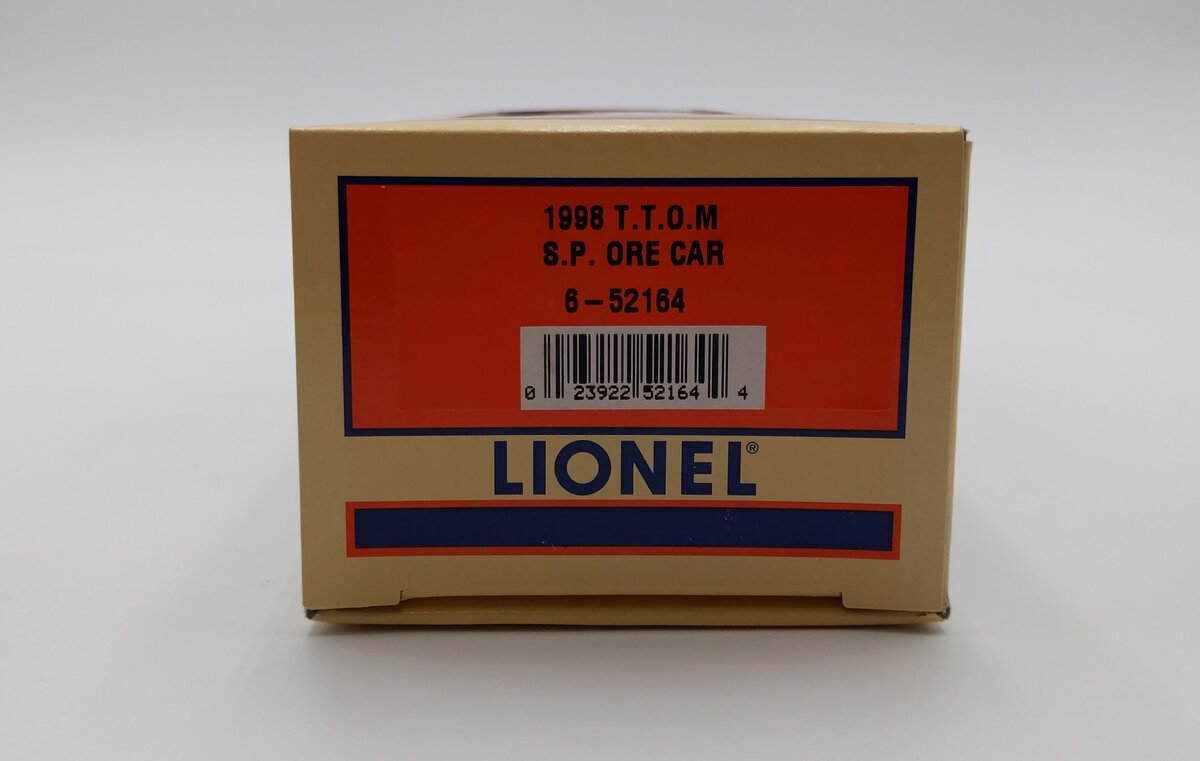 1998 T.T.O.M
S.P. ORE CAR
6-52164
0 23922 52164 4
LIONEL®